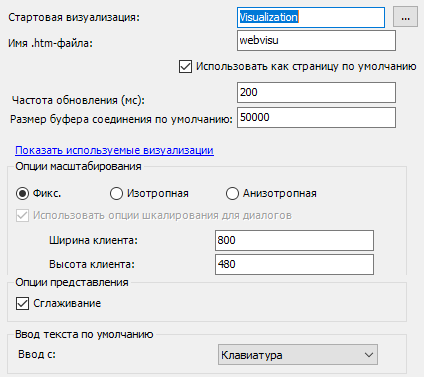 Стартовая визуализация: Visualization ...
Имя .htm-файла: webvisu
Использовать как страницу по умолчанию
Частота обновления (мс): 200
Размер буфера соединения по умолчанию: 50000
Показать используемые визуализации
Опции масштабирования
Фикс. Изотропная Анизотропная
Использовать опции шкалирования для диалогов
Ширина клиента: 800
Высота клиента: 480
Опции представления
Сглаживание
Ввод текста по умолчанию
Ввод с: Клавиатура